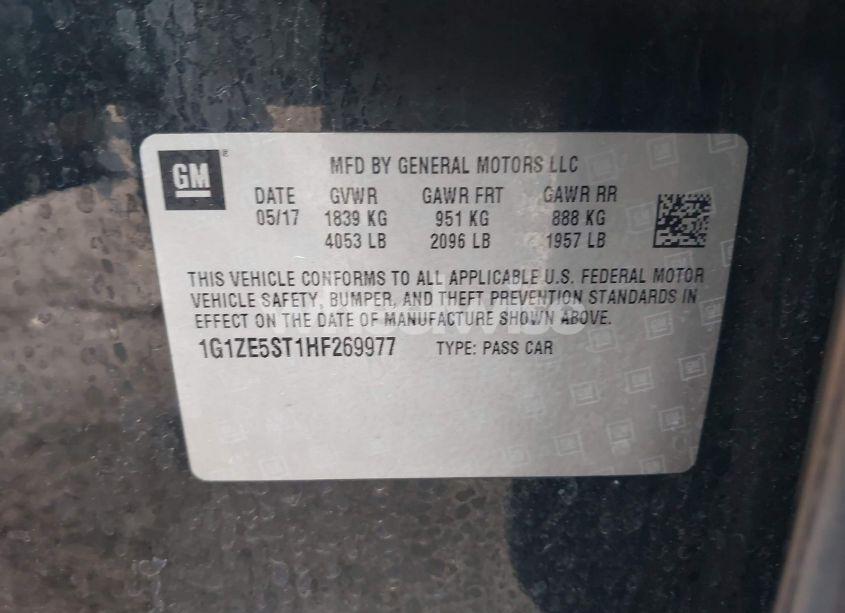 GM ®
MFD BY GENERAL MOTORS LLC
DATE GVWR GAWR FRT GAWR RR
05/17 1839 KG 951 KG 888 KG
4053 LB 2096 LB 1957 LB
THIS VEHICLE CONFORMS TO ALL APPLICABLE U.S. FEDERAL MOTOR
VEHICLE SAFETY, BUMPER, AND THEFT PREVENTION STANDARDS IN
EFFECT ON THE DATE OF MANUFACTURE SHOWN ABOVE.
1G1ZE5ST1HF269977 TYPE: PASS CAR